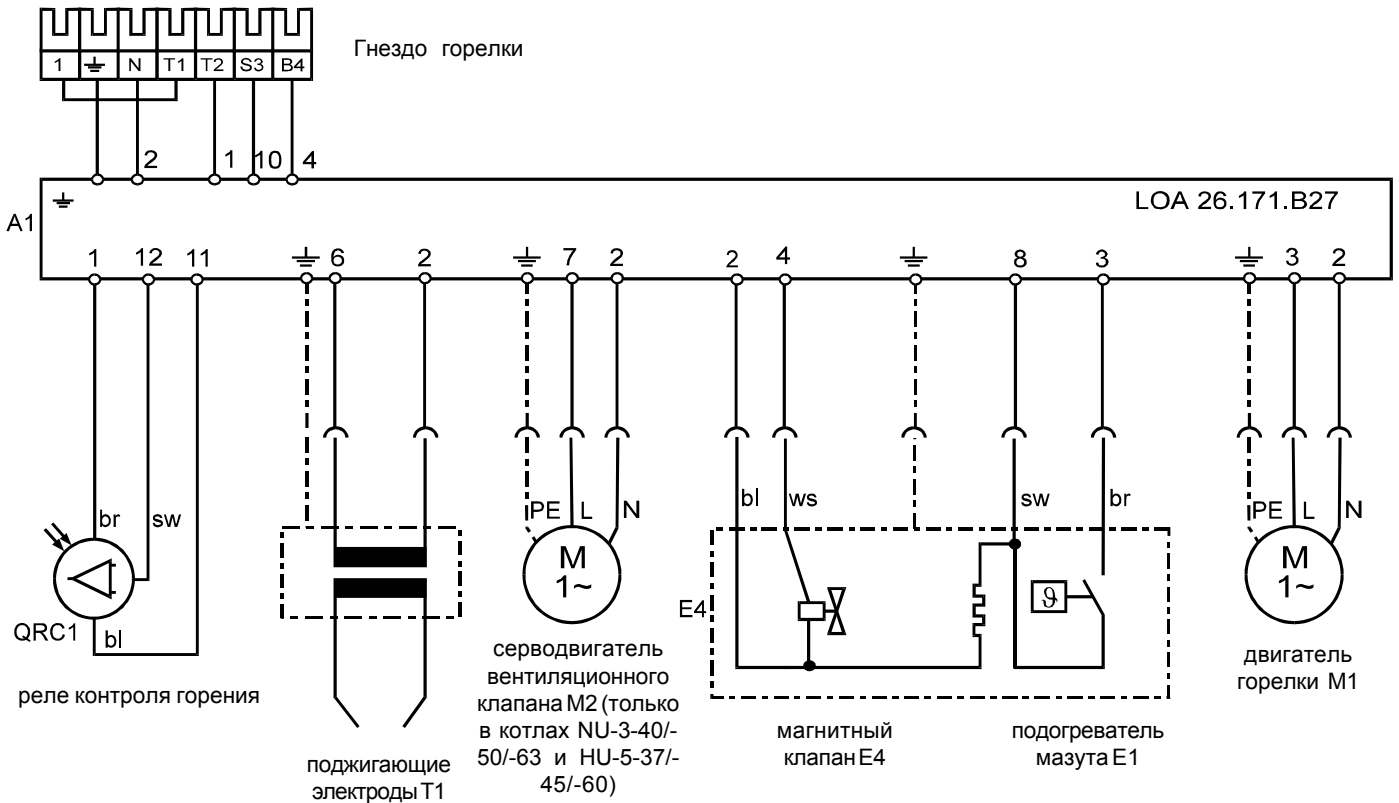 Гнездо горелки
1 ⏚ N T1 T2 S3 B4
2 1 10 4
⏚ LOA 26.171.B27
A1
1 12 11 ⏚ 6 2 ⏚ 7 2 2 4 ⏚ 8 3 ⏚ 3 2
br sw
bl ws sw br
PE L N
PE L N
M
1~
M
1~
E4
ϑ
QRC1
bl
реле контроля горения
поджигающие
электроды T1
серводвигатель
вентиляционного
клапана M2 (только
в котлах NU-3-40/-
50/-63 и HU-5-37/-
45/-60)
магнитный
клапан E4
подогреватель
мазута E1
двигатель
горелки M1